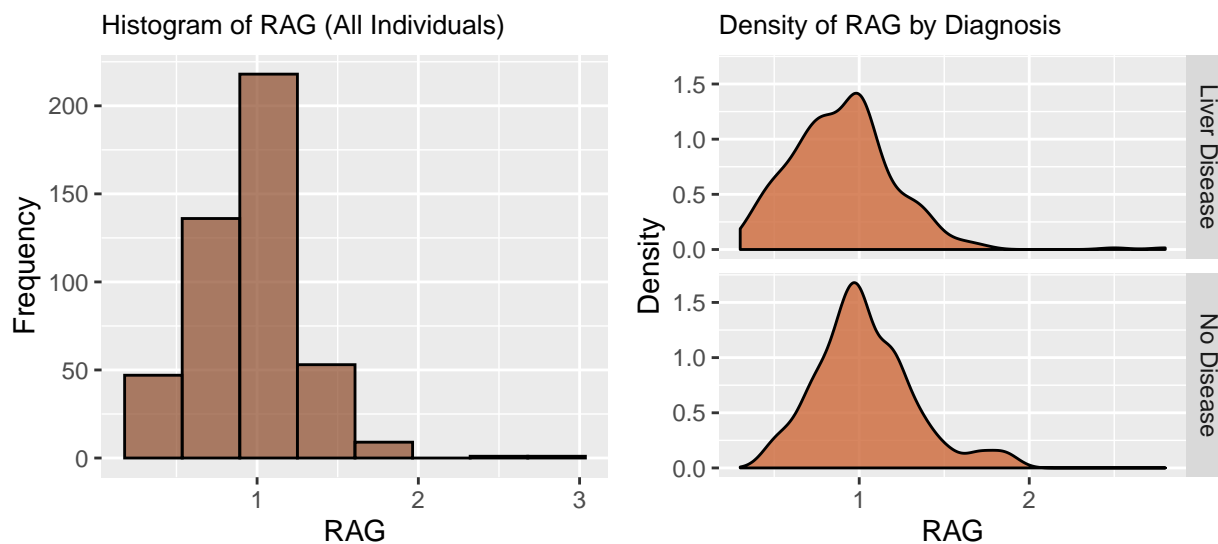 Histogram of RAG (All Individuals)
Frequency
200
150
100
50
0
1 2 3
RAG
Density of RAG by Diagnosis
Density
1.5
1.0
0.5
0.0
Liver Disease
1.5
1.0
0.5
0.0
No Disease
1 2
RAG